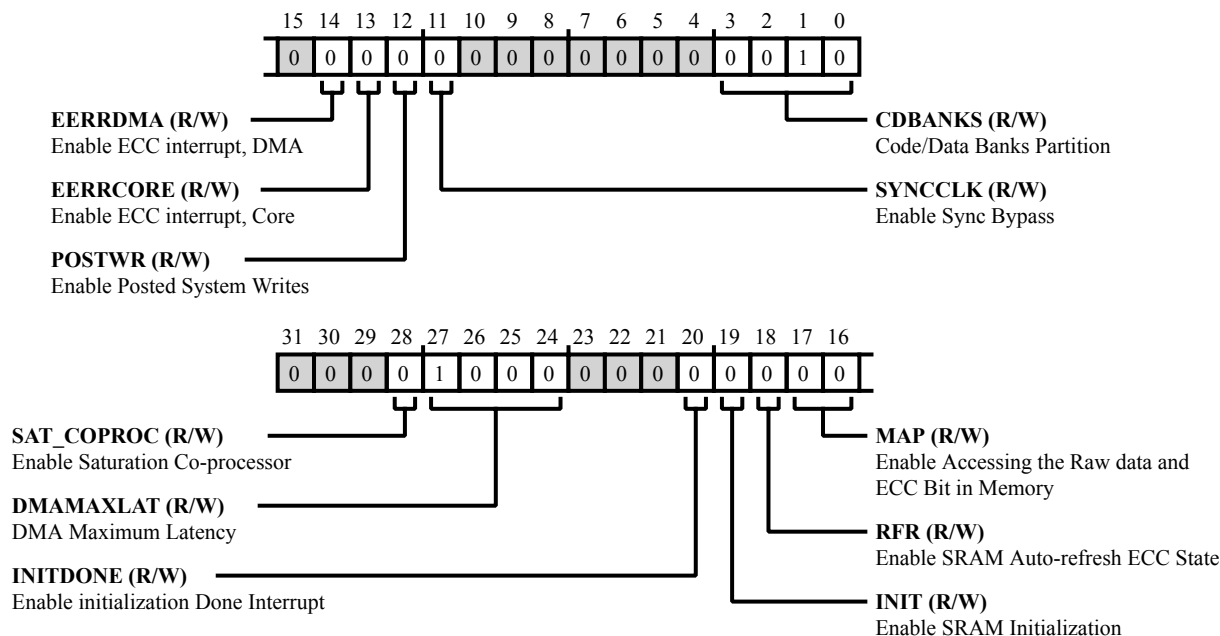 15 14 13 12 11 10 9 8 7 6 5 4 3 2 1 0
0 0 0 0 0 0 0 0 0 0 0 0 0 0 1 0
EERRDMA (R/W)
Enable ECC interrupt, DMA
EERRCORE (R/W)
Enable ECC interrupt, Core
POSTWR (R/W)
Enable Posted System Writes
CDBANKS (R/W)
Code/Data Banks Partition
SYNCCLK (R/W)
Enable Sync Bypass
31 30 29 28 27 26 25 24 23 22 21 20 19 18 17 16
0 0 0 0 1 0 0 0 0 0 0 0 0 0 0 0
SAT_COPROC (R/W)
Enable Saturation Co-processor
DMAMAXLAT (R/W)
DMA Maximum Latency
INITDONE (R/W)
Enable initialization Done Interrupt
MAP (R/W)
Enable Accessing the Raw data and
ECC Bit in Memory
RFR (R/W)
Enable SRAM Auto-refresh ECC State
INIT (R/W)
Enable SRAM Initialization